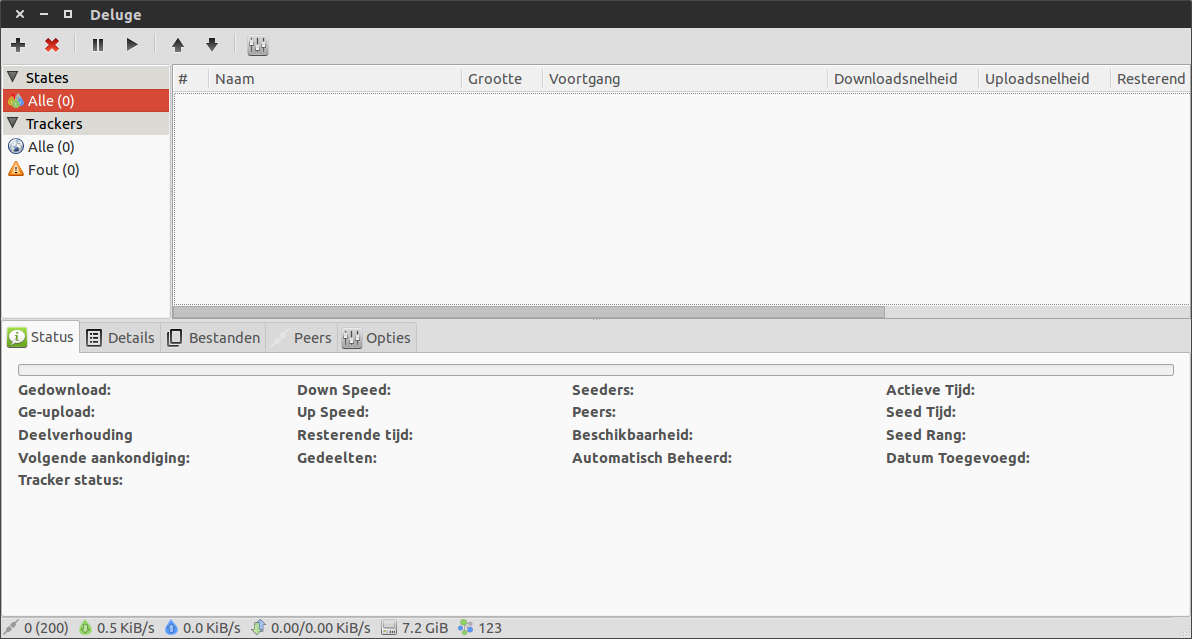 Deluge
States
Alle (0)
Trackers
Alle (0)
Fout (0)
# Naam Grootte Voortgang Downloadsnelheid Uploadsnelheid Resterend
Status Details Bestanden Peers Opties
Gedownload: Down Speed: Seeders: Actieve Tijd:
Ge-upload: Up Speed: Peers: Seed Tijd:
Deelverhouding Resterende tijd: Beschikbaarheid: Seed Rang:
Volgende aankondiging: Gedeelten: Automatisch Beheerd: Datum Toegevoegd:
Tracker status:
0 (200) 0.5 KiB/s 0.0 KiB/s 0.00/0.00 KiB/s 7.2 GiB 123